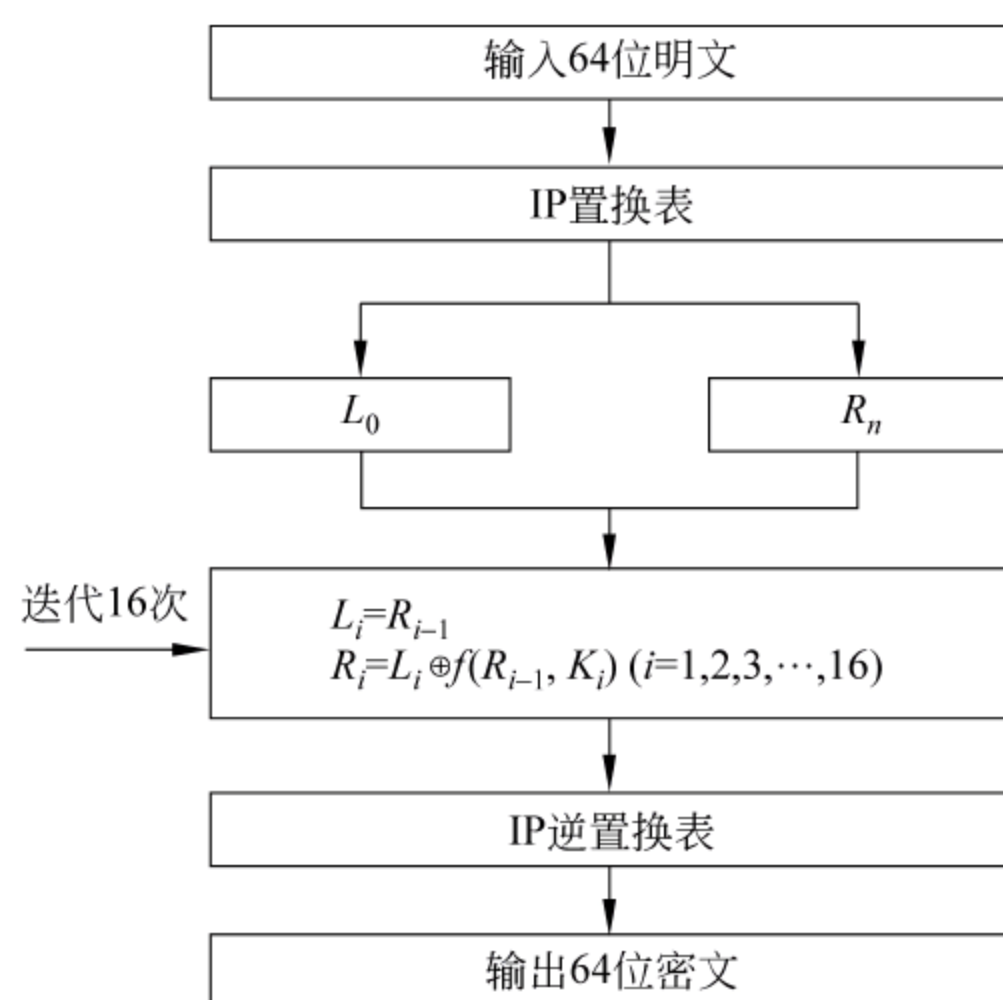 输入64位明文
IP置换表
L₀
Rₙ
迭代16次
Lᵢ=Rᵢ₋₁
Rᵢ=Lᵢ⊕f(Rᵢ₋₁, Kᵢ) (i=1,2,3,⋯,16)
IP逆置换表
输出64位密文